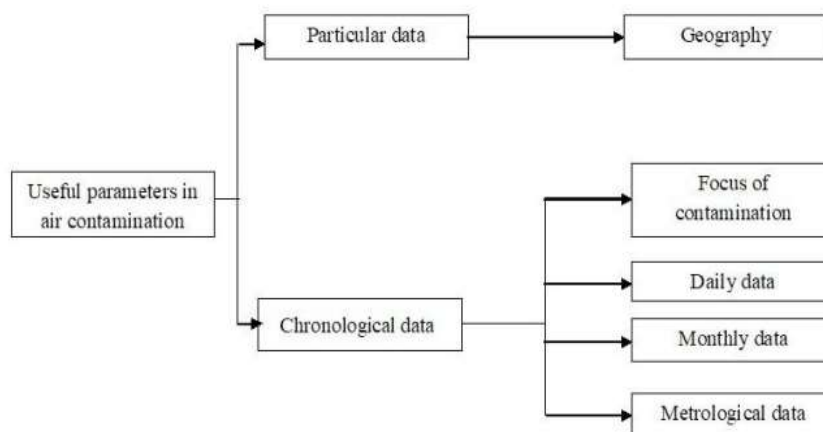 Particular data
Geography
Useful parameters in
air contamination
Focus of
contamination
Daily data
Chronological data
Monthly data
Metrological data